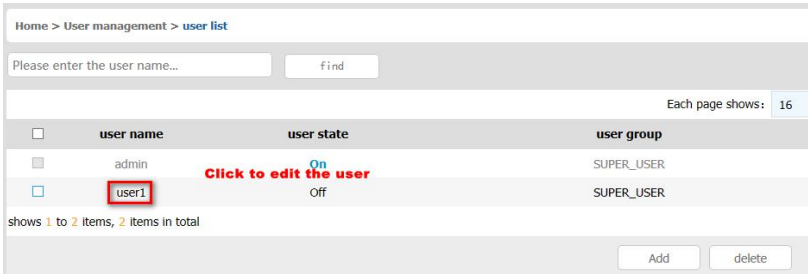 Home > User management > user list
Please enter the user name... find
Each page shows: 16
user name user state user group
admin On SUPER_USER
Click to edit the user
user1 Off SUPER_USER
shows 1 to 2 items, 2 items in total
Add delete